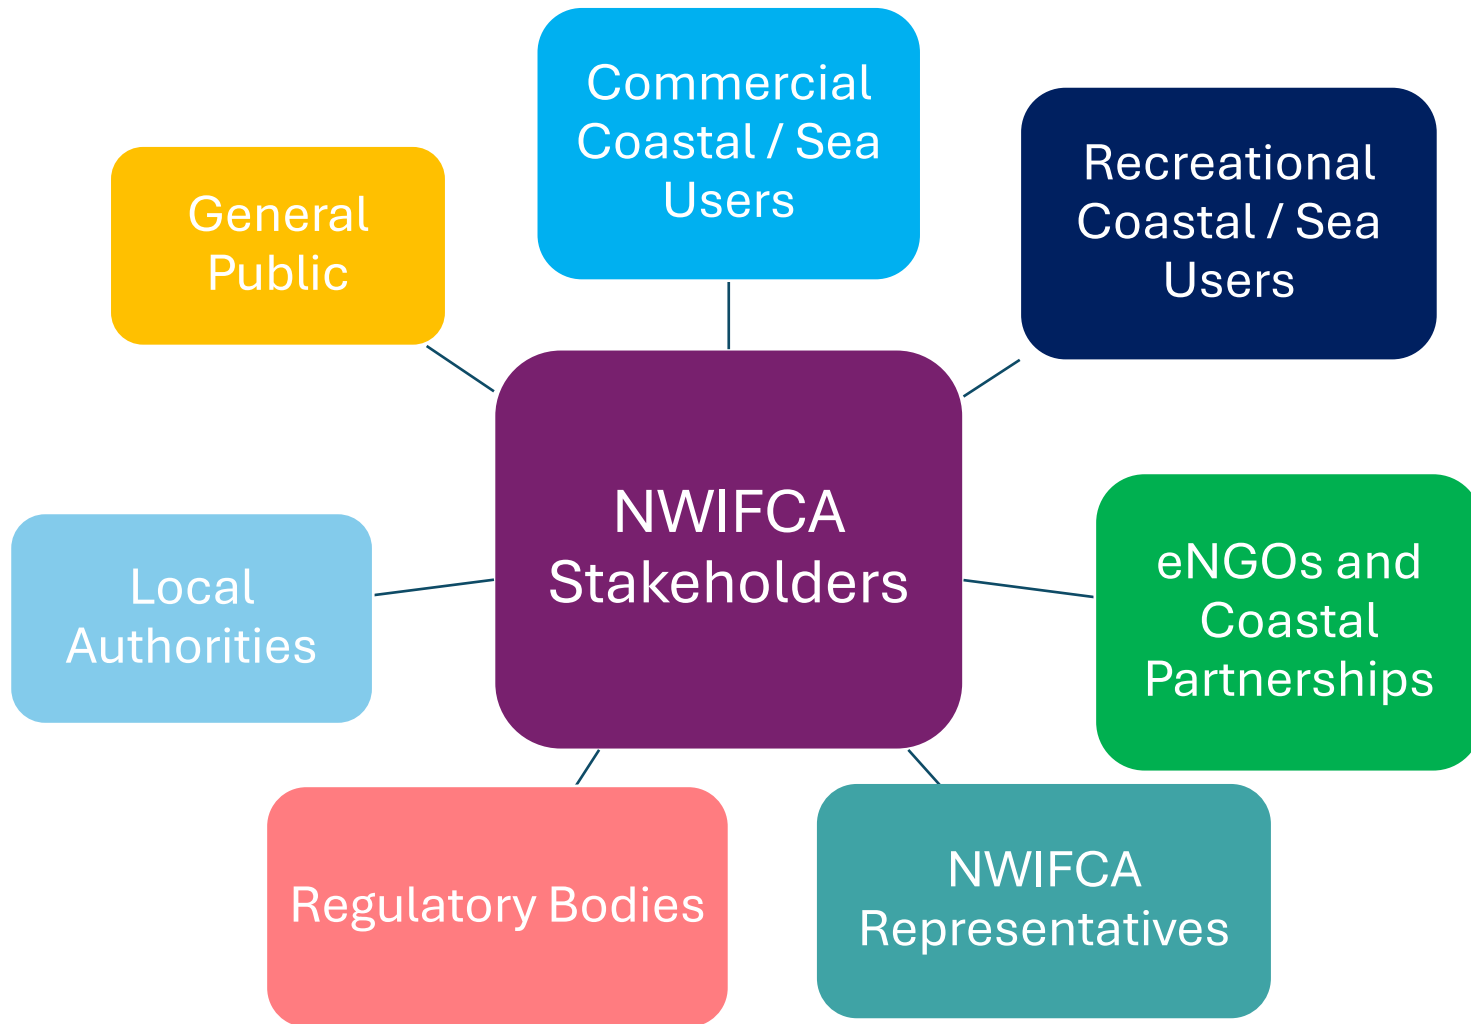 Commercial
Coastal / Sea
Users
Recreational
Coastal / Sea
Users
General
Public
NWIFCA
Stakeholders
eNGOs and
Coastal
Partnerships
Local
Authorities
NWIFCA
Representatives
Regulatory Bodies